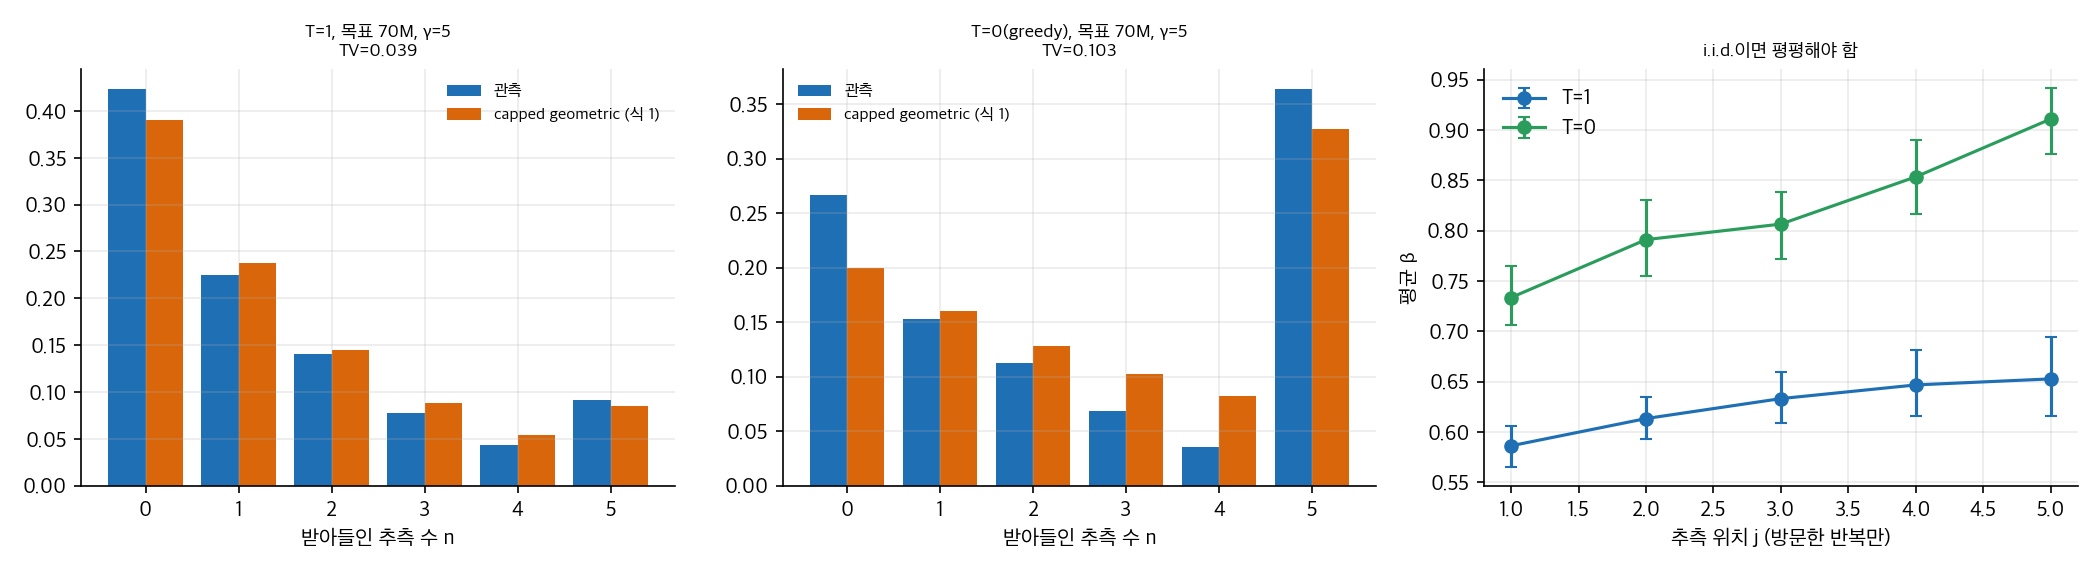 T=1, 목표 70M, γ=5
TV=0.039
관측
capped geometric (식 1)
0.40
0.35
0.30
0.25
0.20
0.15
0.10
0.05
0.00
0 1 2 3 4 5
받아들인 추측 수 n
T=0(greedy), 목표 70M, γ=5
TV=0.103
관측
capped geometric (식 1)
0.35
0.30
0.25
0.20
0.15
0.10
0.05
0.00
0 1 2 3 4 5
받아들인 추측 수 n
i.i.d.이면 평평해야 함
T=1
T=0
평균 β
0.95
0.90
0.85
0.80
0.75
0.70
0.65
0.60
0.55
1.0 1.5 2.0 2.5 3.0 3.5 4.0 4.5 5.0
추측 위치 j (방문한 반복만)